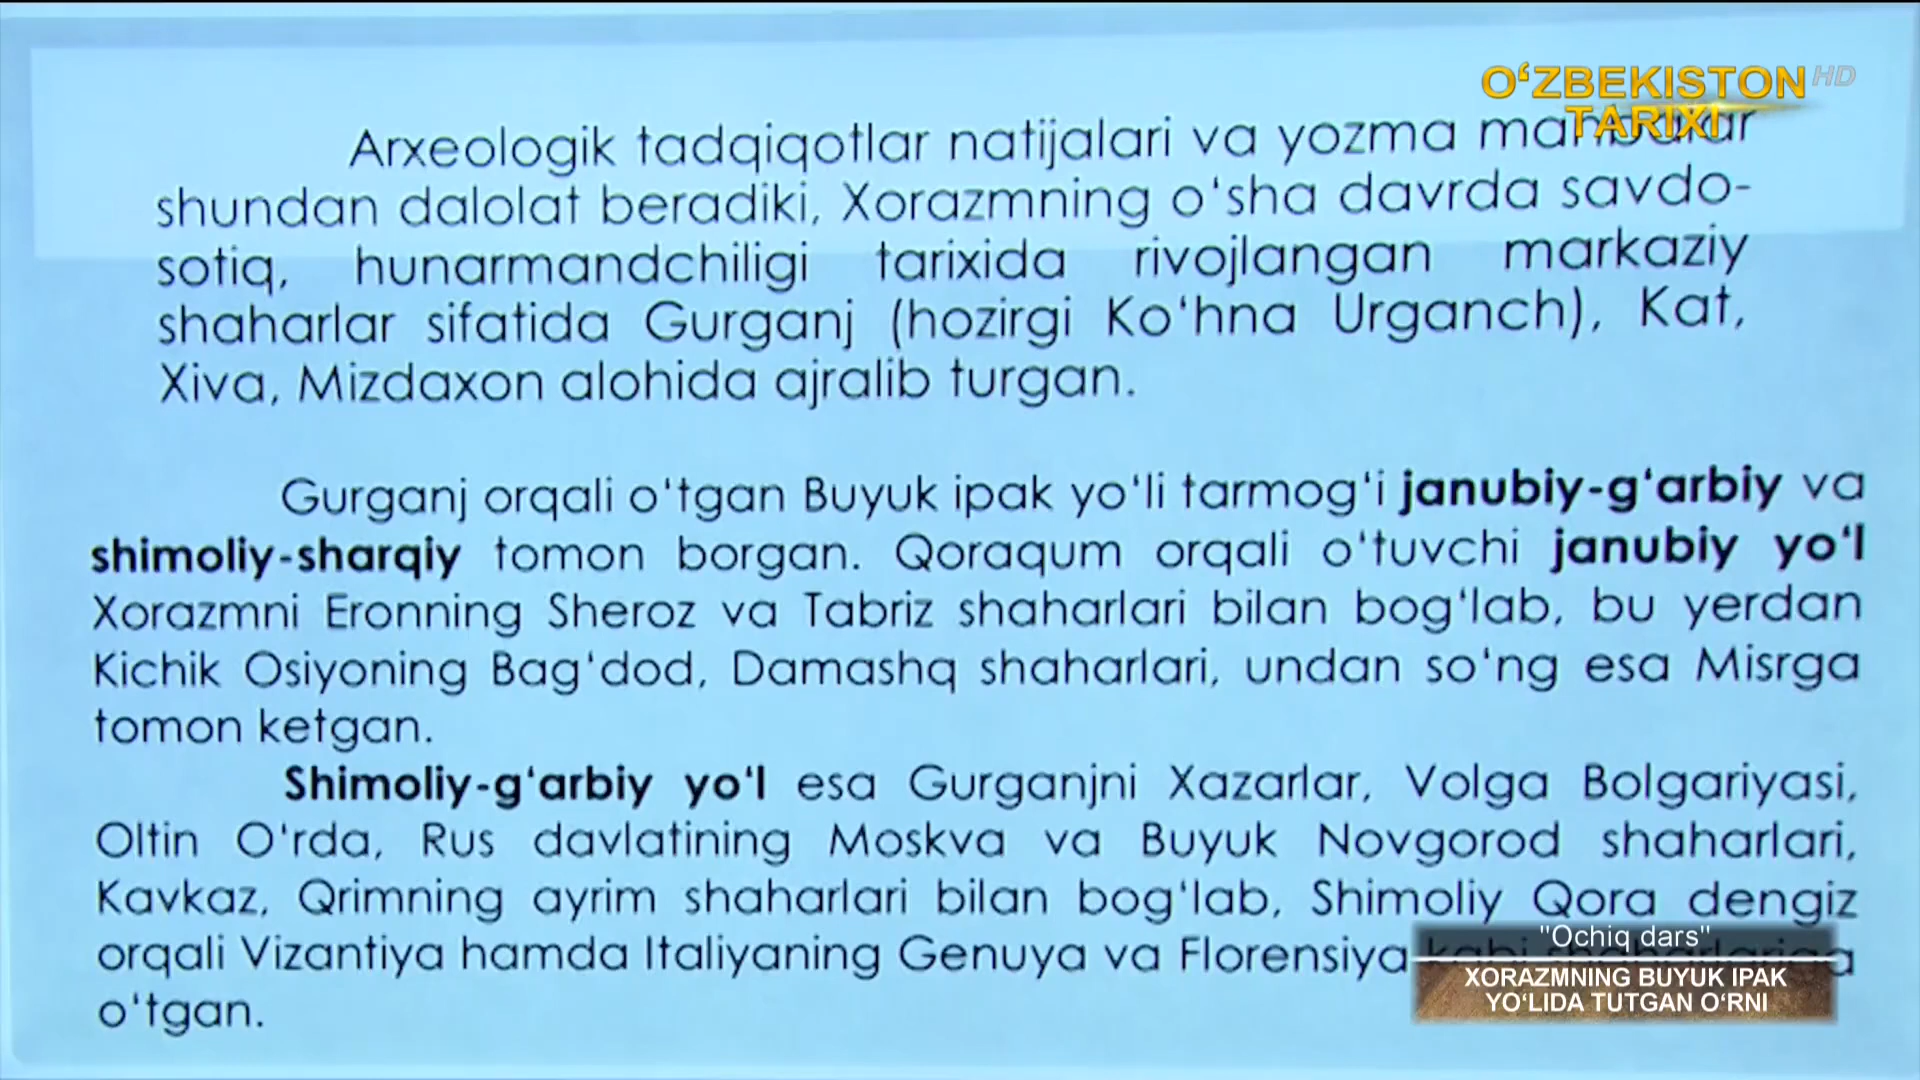 O‘ZBEKISTON HD
TARIXI
Arxeologik tadqiqotlar natijalari va yozma manbalar
shundan dalolat beradiki, Xorazmning o‘sha davrda savdo-
sotiq, hunarmandchiligi tarixida rivojlangan markaziy
shaharlar sifatida Gurganj (hozirgi Ko‘hna Urganch), Kat,
Xiva, Mizdaxon alohida ajralib turgan.
Gurganj orqali o‘tgan Buyuk ipak yo‘li tarmog‘i janubiy-g‘arbiy va
shimoliy-sharqiy tomon borgan. Qoraqum orqali o‘tuvchi janubiy yo‘l
Xorazmni Eronning Sheroz va Tabriz shaharlari bilan bog‘lab, bu yerdan
Kichik Osiyoning Bag‘dod, Damashq shaharlari, undan so‘ng esa Misrga
tomon ketgan.
Shimoliy-g‘arbiy yo‘l esa Gurganjni Xazarlar, Volga Bolgariyasi,
Oltin O‘rda, Rus davlatining Moskva va Buyuk Novgorod shaharlari,
Kavkaz, Qrimning ayrim shaharlari bilan bog‘lab, Shimoliy Qora dengiz
orqali Vizantiya hamda Italiyaning Genuya va Florensiya kabi shaharlariga
o‘tgan.
"Ochiq dars"
XORAZMNING BUYUK IPAK
YO‘LIDA TUTGAN O‘RNI